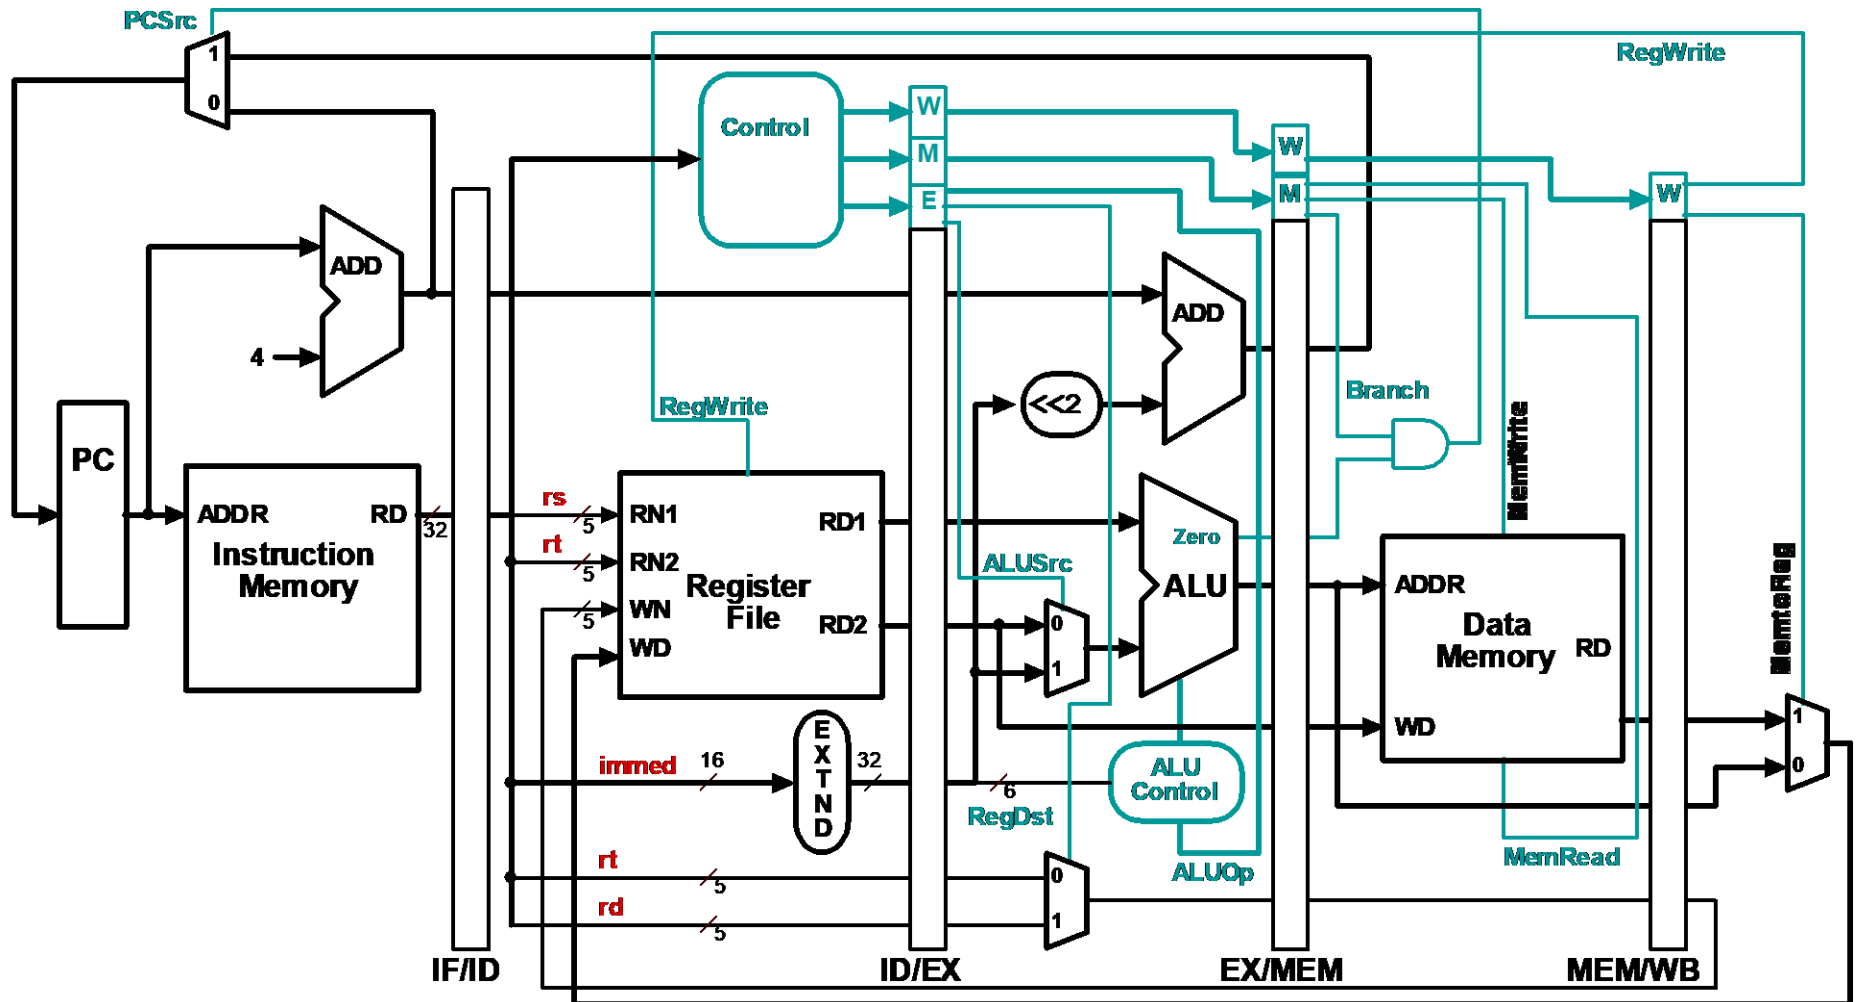 PCSrc
1
0
RegWrite
Control
W
M
E
W
M
W
ADD
4
ADD
<<2
Branch
MemWrite
RegWrite
PC
ADDR
RD
32
Instruction
Memory
rs
5
RN1
rt
5
RN2
5
WN
WD
Register
File
RD1
RD2
ALUSrc
0
1
Zero
ALU
ADDR
Data
Memory
RD
WD
1
0
immed
16
E
X
T
N
D
32
6
ALU
Control
RegDst
ALUOp
MemRead
rt
5
rd
5
0
1
IF/ID
ID/EX
EX/MEM
MEM/WB